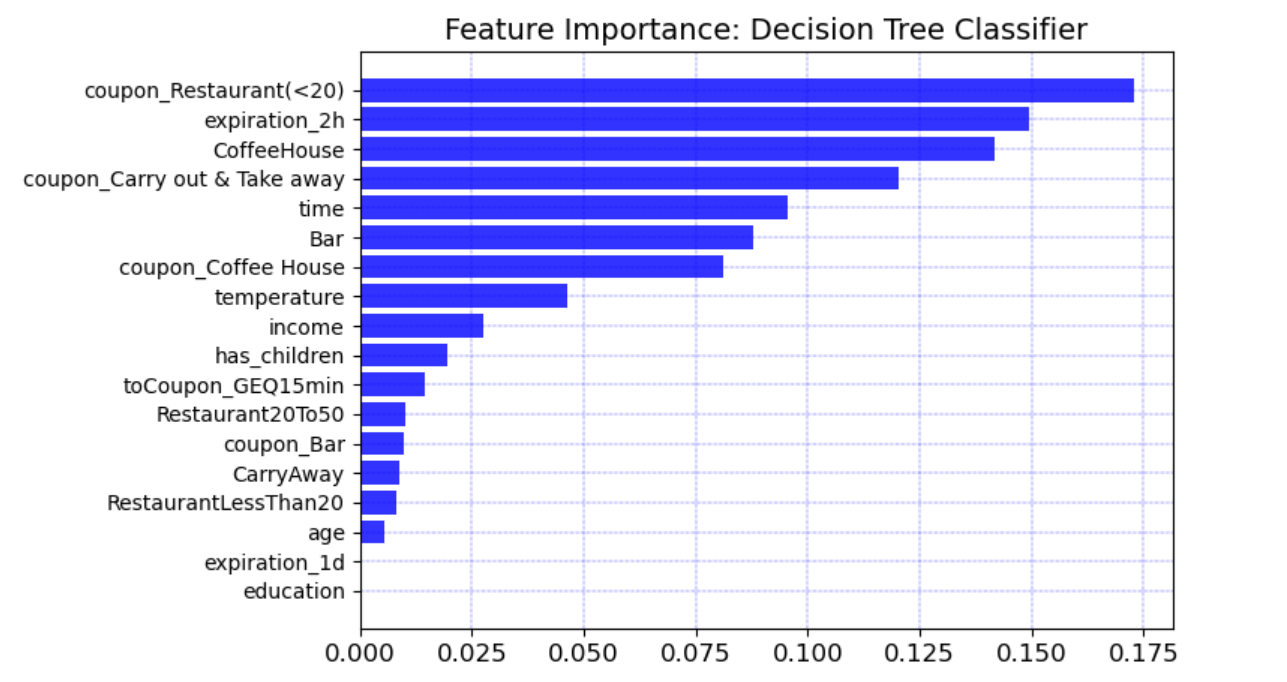 Feature Importance: Decision Tree Classifier
coupon_Restaurant(<20)
expiration_2h
CoffeeHouse
coupon_Carry out & Take away
time
Bar
coupon_Coffee House
temperature
income
has_children
toCoupon_GEQ15min
Restaurant20To50
coupon_Bar
CarryAway
RestaurantLessThan20
age
expiration_1d
education
0.000 0.025 0.050 0.075 0.100 0.125 0.150 0.175